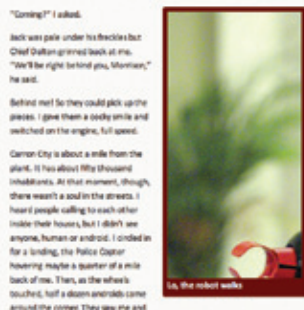 "Coming?" I asked.
Jack was pale under his freckles but
Chief Dalton grinned back at me.
"We'll be right behind you, Morrison,"
he said.
Behind me! So they could pick up the
pieces. I gave them a cocky smile and
switched on the engine, full speed.
Carron City is about a mile from the
plant. It has about fifty thousand
inhabitants. At that moment, though,
there wasn't a soul in the streets. I
heard people calling to each other
inside their houses, but I didn't see
anyone, human or android. I circled in
for a landing, the Police Copter
hovering maybe a quarter of a mile
back of me. Then, as the wheels
touched, half a dozen androids came
around the corner. They saw me and
Lo, the robot walks